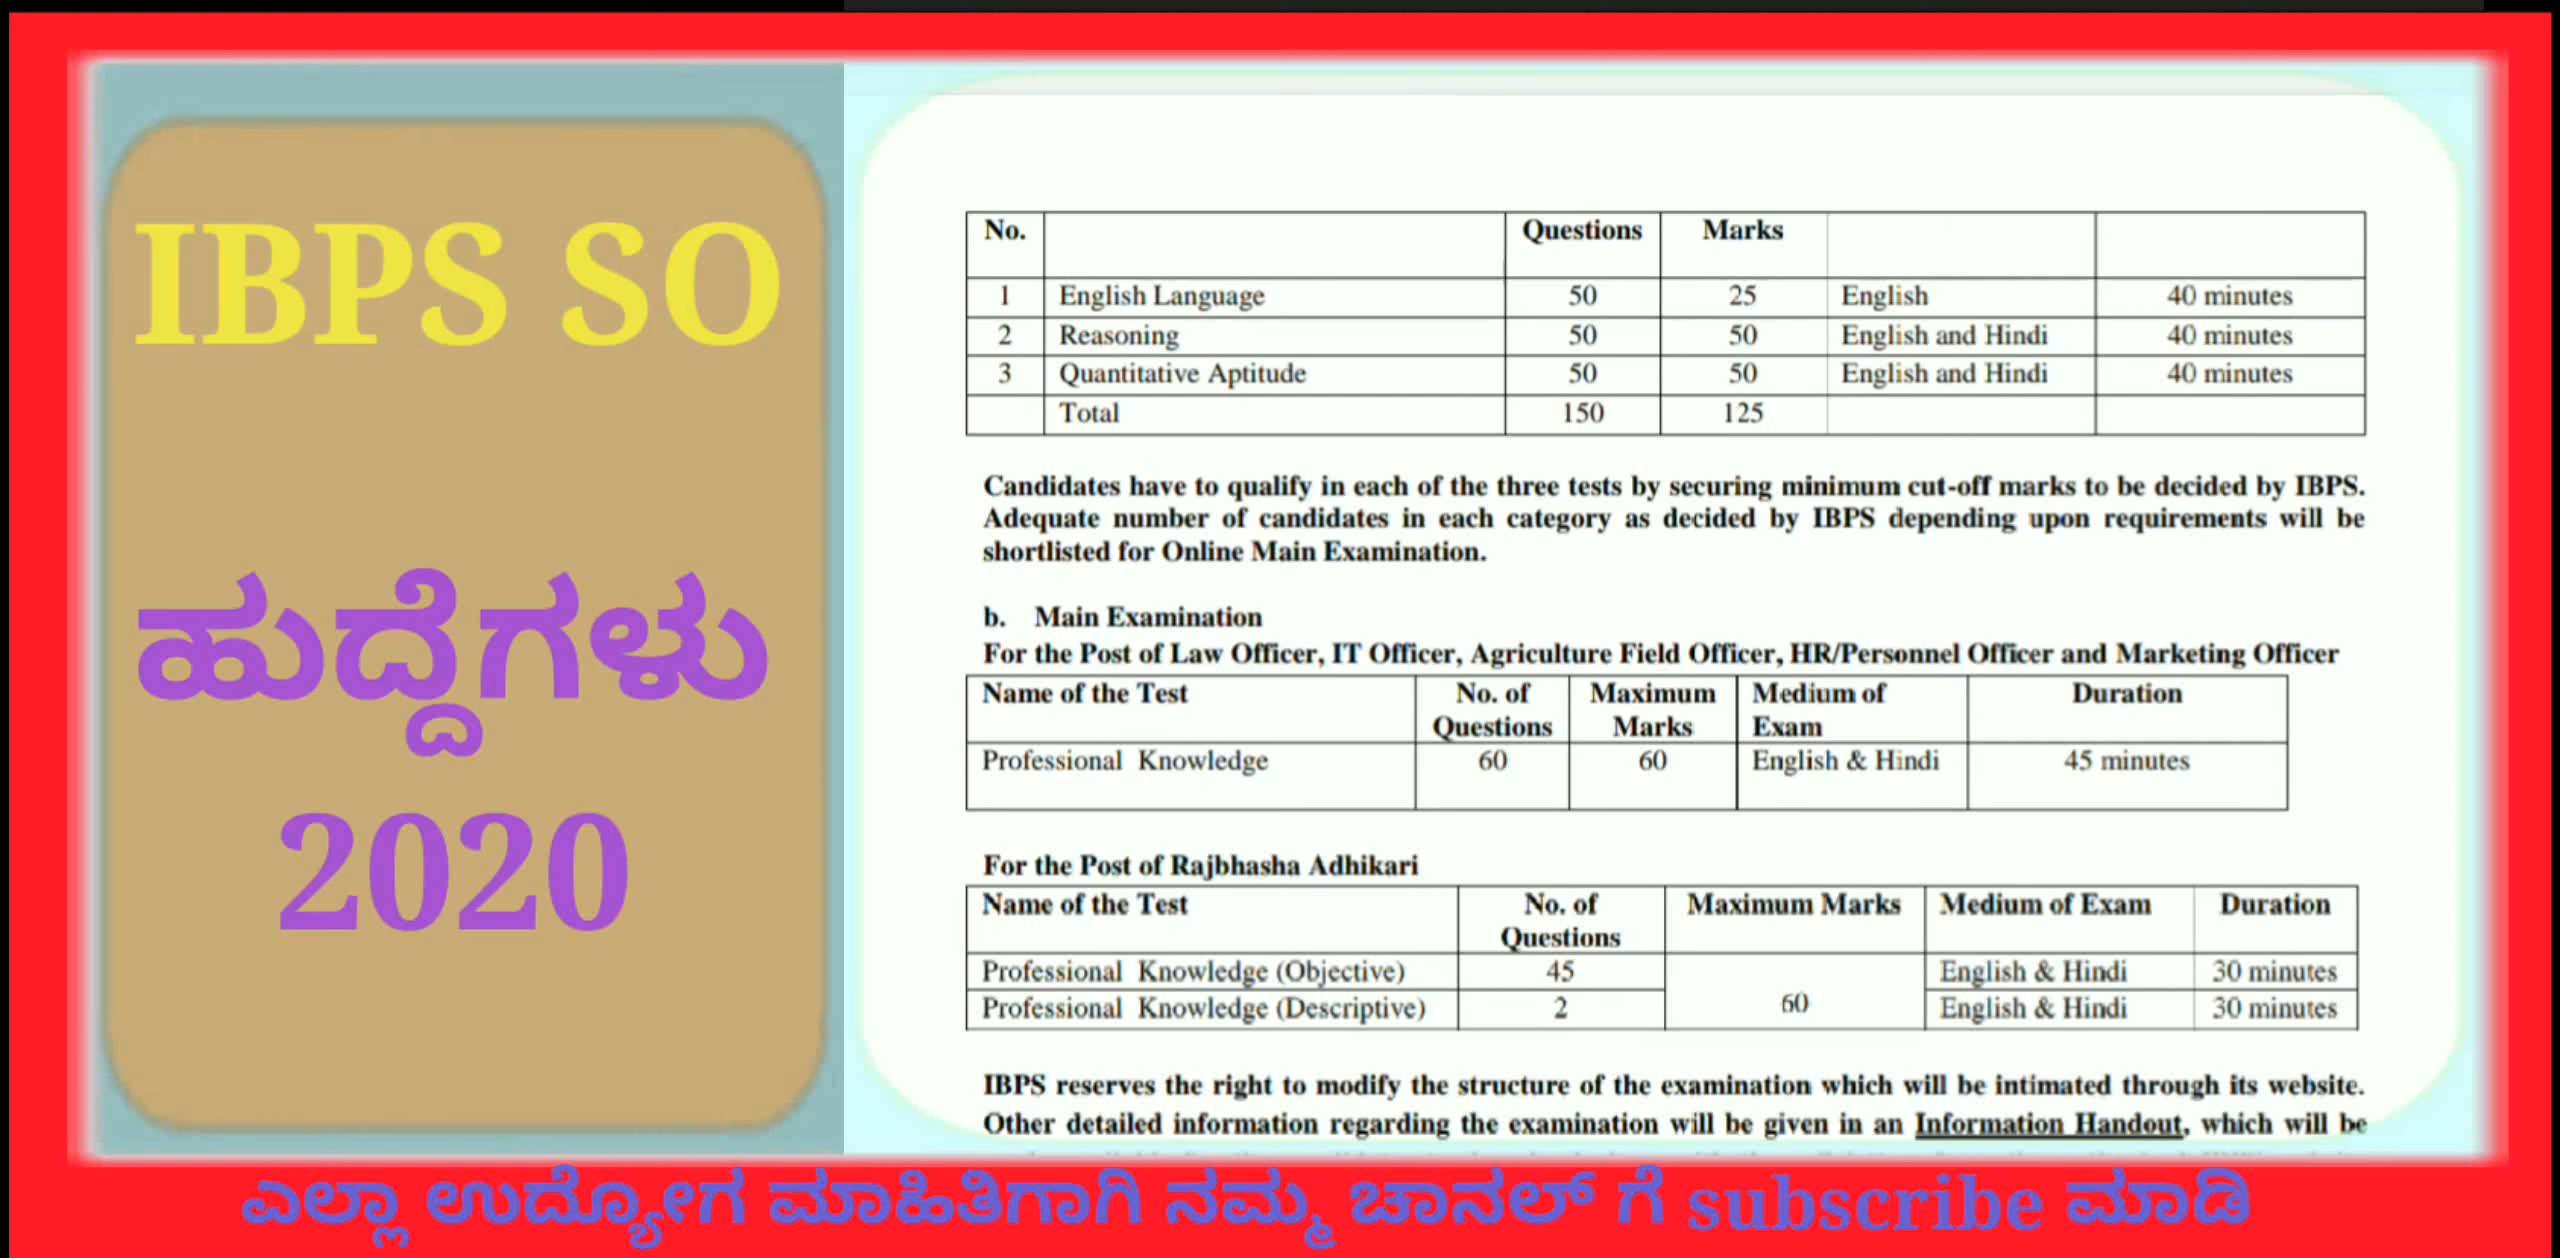 IBPS SO
ಹುದ್ದೆಗಳು
2020
No. Questions Marks
1 English Language 50 25 English 40 minutes
2 Reasoning 50 50 English and Hindi 40 minutes
3 Quantitative Aptitude 50 50 English and Hindi 40 minutes
Total 150 125
Candidates have to qualify in each of the three tests by securing minimum cut-off marks to be decided by IBPS.
Adequate number of candidates in each category as decided by IBPS depending upon requirements will be
shortlisted for Online Main Examination.
b. Main Examination
For the Post of Law Officer, IT Officer, Agriculture Field Officer, HR/Personnel Officer and Marketing Officer
Name of the Test No. of Maximum Medium of Duration
Questions Marks Exam
Professional Knowledge 60 60 English & Hindi 45 minutes
For the Post of Rajbhasha Adhikari
Name of the Test No. of Maximum Marks Medium of Exam Duration
Questions
Professional Knowledge (Objective) 45 English & Hindi 30 minutes
60
Professional Knowledge (Descriptive) 2 English & Hindi 30 minutes
IBPS reserves the right to modify the structure of the examination which will be intimated through its website.
Other detailed information regarding the examination will be given in an Information Handout, which will be
ಎಲ್ಲಾ ಉದ್ಯೋಗ ಮಾಹಿತಿಗಾಗಿ ನಮ್ಮ ಚಾನಲ್ ಗೆ subscribe ಮಾಡಿ